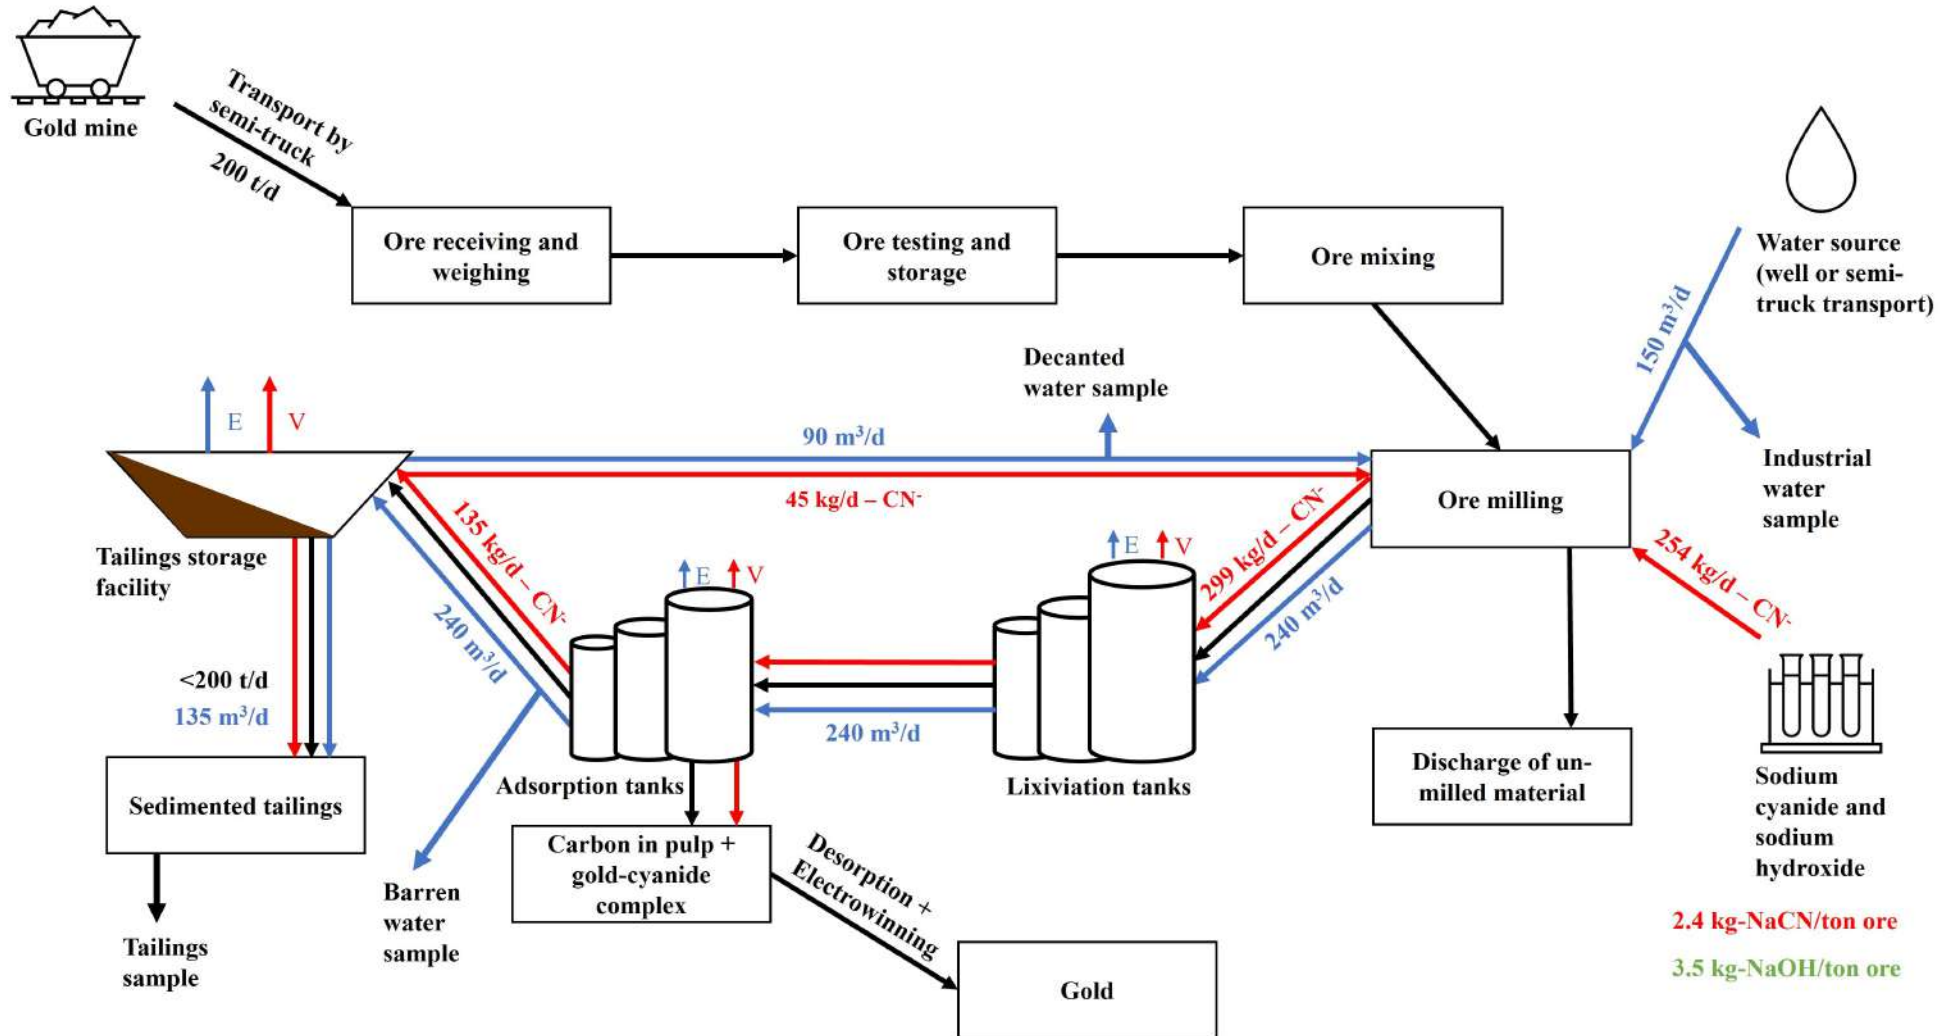 Gold mine
Transport by
semi-truck
200 t/d
Ore receiving and
weighing
Ore testing and
storage
Ore mixing
Water source
(well or semi-
truck transport)
150 m³/d
Industrial
water
sample
Decanted
water sample
E
V
90 m³/d
45 kg/d – CN⁻
Ore milling
Tailings storage
facility
135 kg/d – CN⁻
240 m³/d
E
V
E
V
299 kg/d – CN⁻
240 m³/d
254 kg/d – CN⁻
<200 t/d
135 m³/d
240 m³/d
Sedimented tailings
Adsorption tanks
Lixiviation tanks
Discharge of un-
milled material
Sodium
cyanide and
sodium
hydroxide
Carbon in pulp +
gold-cyanide
complex
Desorption +
Electrowinning
Barren
water
sample
Tailings
sample
Gold
2.4 kg-NaCN/ton ore
3.5 kg-NaOH/ton ore